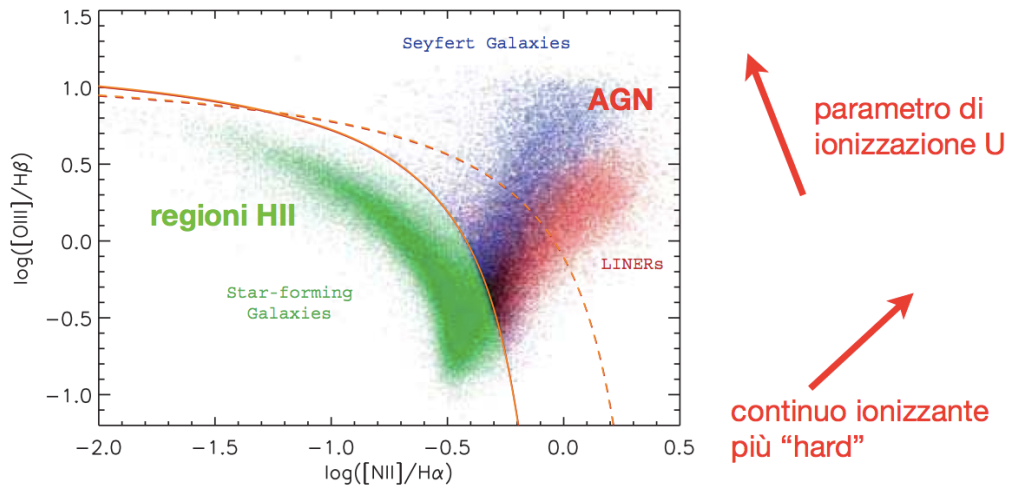 1.5
1.0
0.5
0.0
−0.5
−1.0
log([OIII]/Hβ)
Seyfert Galaxies
AGN
regioni HII
LINERs
Star-forming
Galaxies
−2.0 −1.5 −1.0 −0.5 0.0 0.5
log([NII]/Hα)
parametro di
ionizzazione U
continuo ionizzante
più “hard”